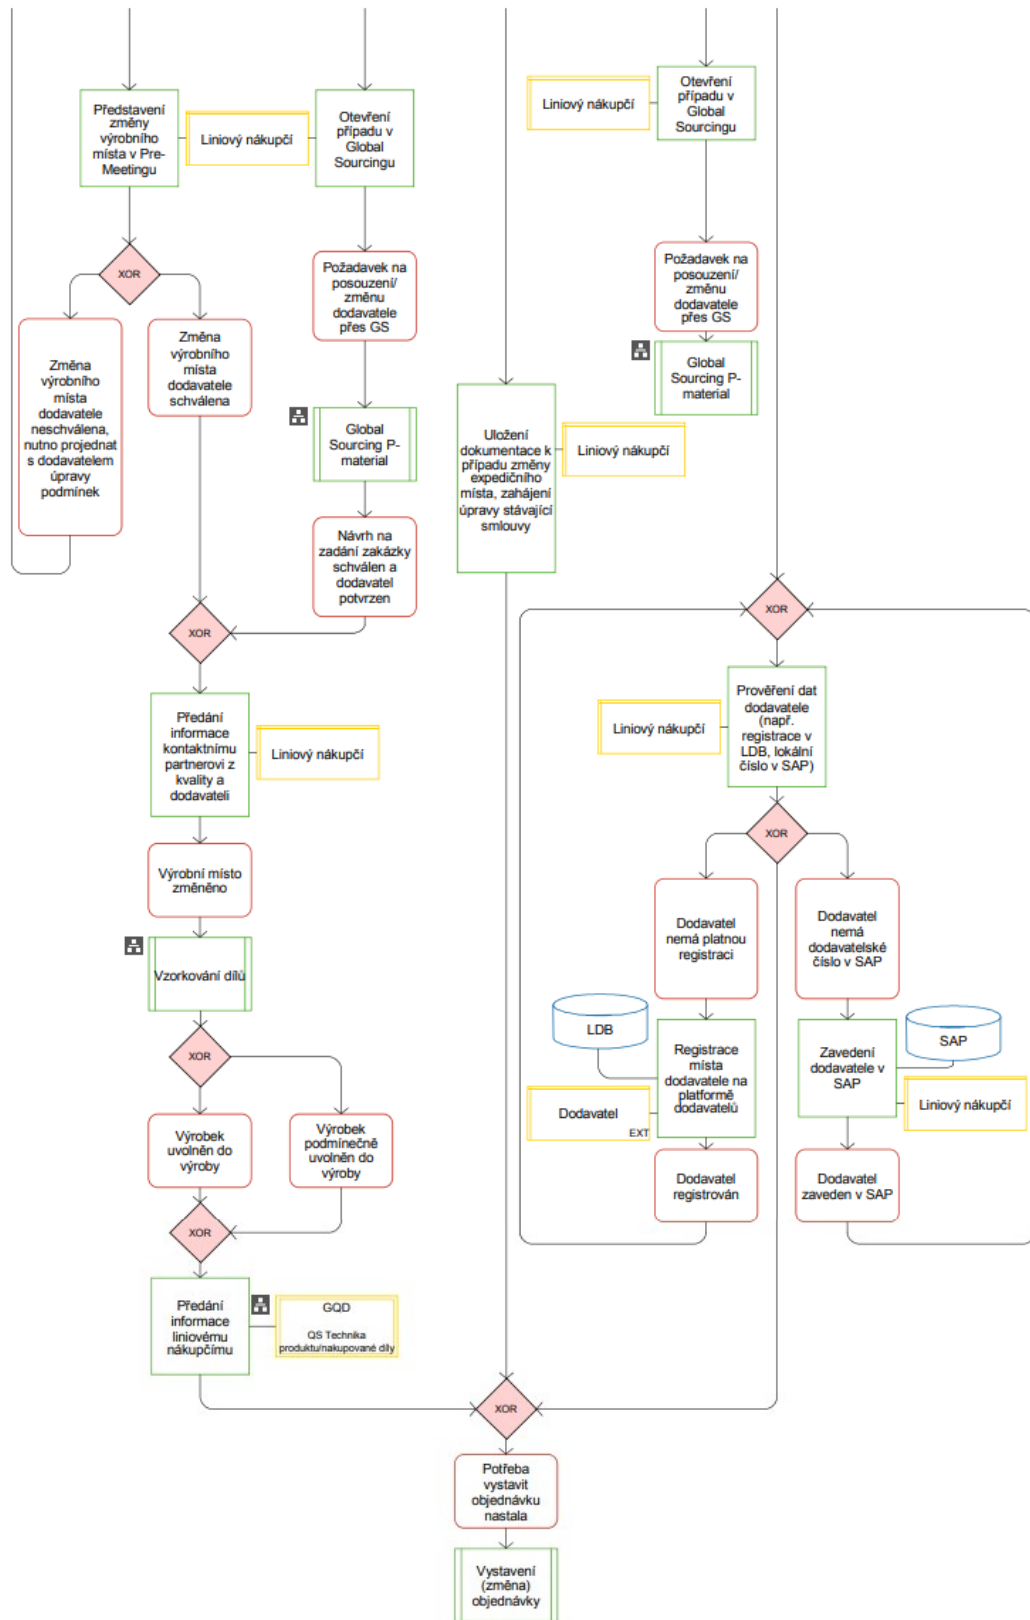 Představení
změny
výrobního
místa v Pre-
Meetingu
Liniový nákupčí
Otevření
případu v
Global
Sourcingu
Liniový nákupčí
Otevření
případu v
Global
Sourcingu
XOR
Požadavek na
posouzení/
změnu
dodavatele
přes GS
Požadavek na
posouzení/
změnu
dodavatele
přes GS
Změna
výrobního
místa
dodavatele
neschválena,
nutno projednat
s dodavatelem
úpravy
podmínek
Změna
výrobního
místa
dodavatele
schválena
Global
Sourcing P-
material
Global
Sourcing P-
material
Uložení
dokumentace k
případu změny
expedičního
místa, zahájení
úpravy stávající
smlouvy
Liniový nákupčí
Návrh na
zadání zakázky
schválen a
dodavatel
potvrzen
XOR
XOR
Předání
informace
kontaktnímu
partnerovi z
kvality a
dodavateli
Liniový nákupčí
Liniový nákupčí
Prověření dat
dodavatele
(např.
registrace v
LDB, lokální
číslo v SAP)
XOR
Výrobní místo
změněno
Dodavatel
nemá platnou
registraci
Dodavatel
nemá
dodavatelské
číslo v SAP
Vzorkování dílů
LDB
Registrace
místa
dodavatele na
platformě
dodavatelů
Dodavatel
EXT
Zavedení
dodavatele v
SAP
SAP
Liniový nákupčí
XOR
Výrobek
uvolněn do
výroby
Výrobek
podmínečně
uvolněn do
výroby
Dodavatel
registrován
Dodavatel
zaveden v SAP
XOR
Předání
informace
liniovému
nákupčímu
GQD
QS Technika
produktu/nakupované díly
XOR
Potřeba
vystavit
objednávku
nastala
Vystavení
(změna)
objednávky